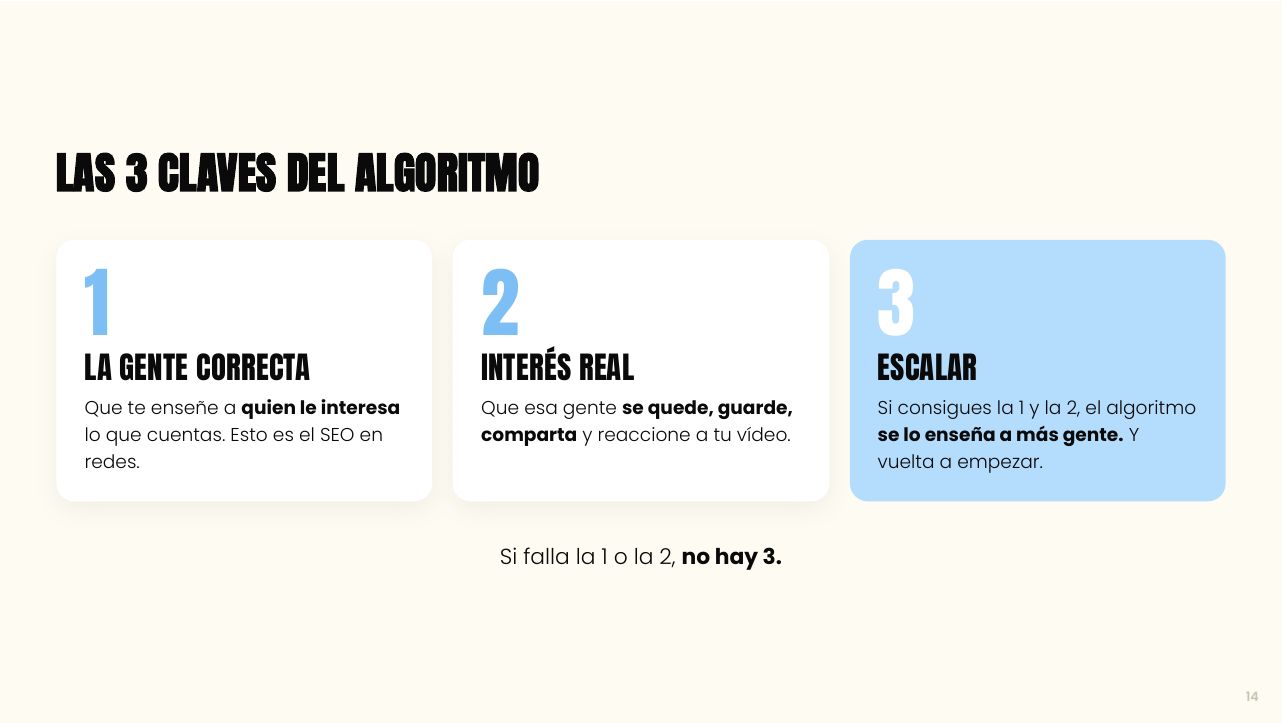 LAS 3 CLAVES DEL ALGORITMO
1
LA GENTE CORRECTA
Que te enseñe a quien le interesa
lo que cuentas. Esto es el SEO en
redes.
2
INTERÉS REAL
Que esa gente se quede, guarde,
comparta y reaccione a tu vídeo.
3
ESCALAR
Si consigues la 1 y la 2, el algoritmo
se lo enseña a más gente. Y
vuelta a empezar.
Si falla la 1 o la 2, no hay 3.
14